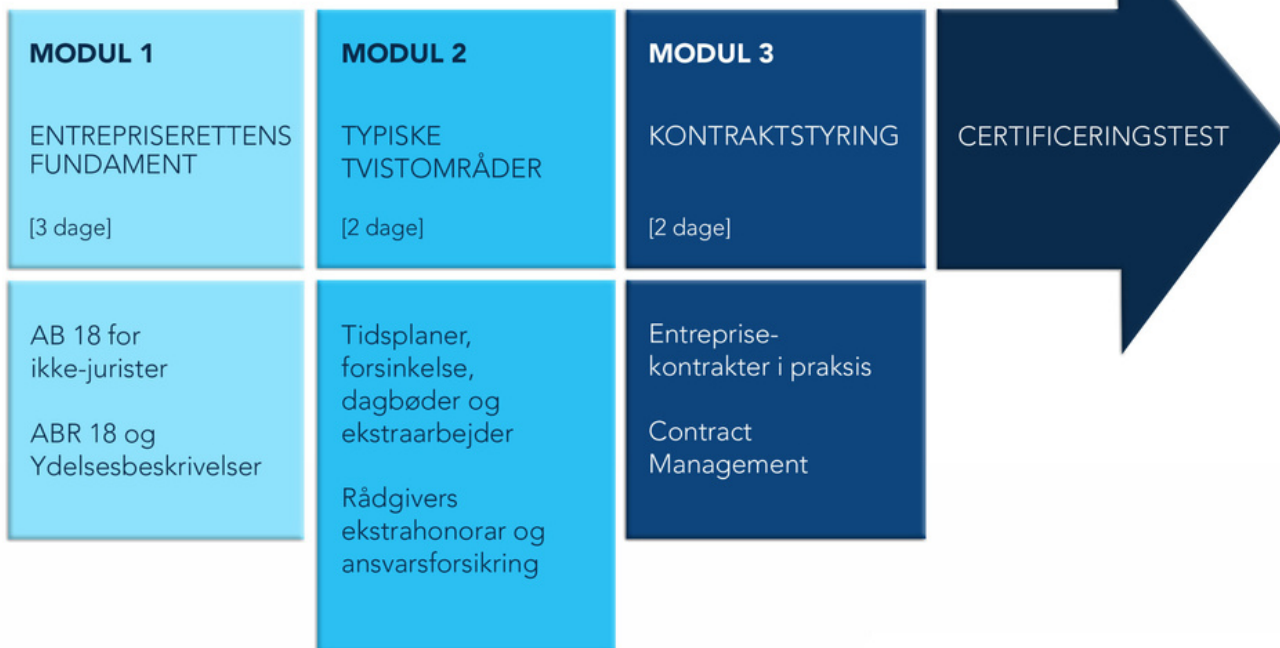 MODUL 1
ENTREPRISERETTENS
FUNDAMENT
[3 dage]
AB 18 for
ikke-jurister
ABR 18 og
Ydelsesbeskrivelser
MODUL 2
TYPISKE
TVISTOMRÅDER
[2 dage]
Tidsplaner,
forsinkelse,
dagbøder og
ekstraarbejder
Rådgivers
ekstrahonorar og
ansvarsforsikring
MODUL 3
KONTRAKTSTYRING
[2 dage]
Entreprise-
kontrakter i praksis
Contract
Management
CERTIFICERINGSTEST